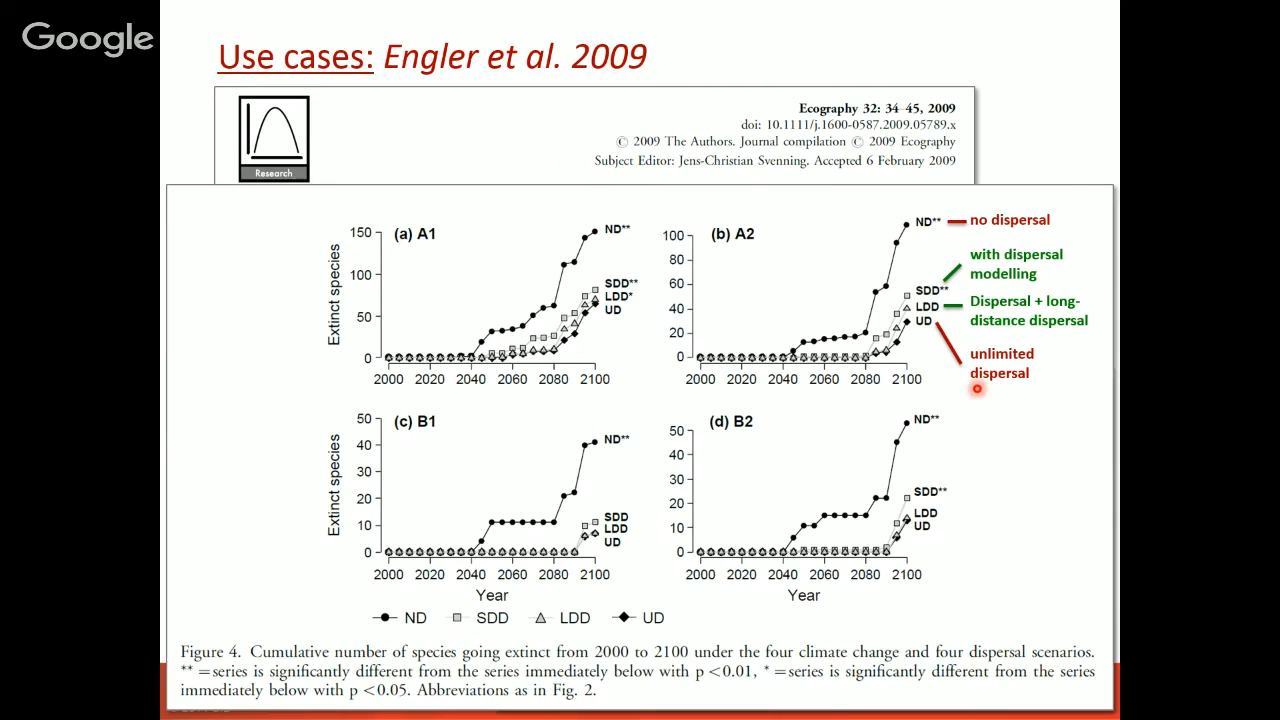 Google
Use cases: Engler et al. 2009
Ecography 32: 34–45, 2009
doi: 10.1111/j.1600-0587.2009.05789.x
© 2009 The Authors. Journal compilation © 2009 Ecography
Subject Editor: Jens-Christian Svenning. Accepted 6 February 2009
Research
(a) A1
Extinct species
150
100
50
0
2000 2020 2040 2060 2080 2100
ND**
SDD**
LDD*
UD
(b) A2
100
80
60
40
20
0
2000 2020 2040 2060 2080 2100
ND**
SDD**
LDD
UD
no dispersal
with dispersal
modelling
Dispersal + long-
distance dispersal
unlimited
dispersal
(c) B1
Extinct species
50
40
30
20
10
0
2000 2020 2040 2060 2080 2100
Year
ND**
SDD
LDD
UD
(d) B2
50
40
30
20
10
0
2000 2020 2040 2060 2080 2100
Year
ND**
SDD**
LDD
UD
ND SDD LDD UD
Figure 4. Cumulative number of species going extinct from 2000 to 2100 under the four climate change and four dispersal scenarios.
** =series is significantly different from the series immediately below with p <0.01, * =series is significantly different from the series
immediately below with p <0.05. Abbreviations as in Fig. 2.